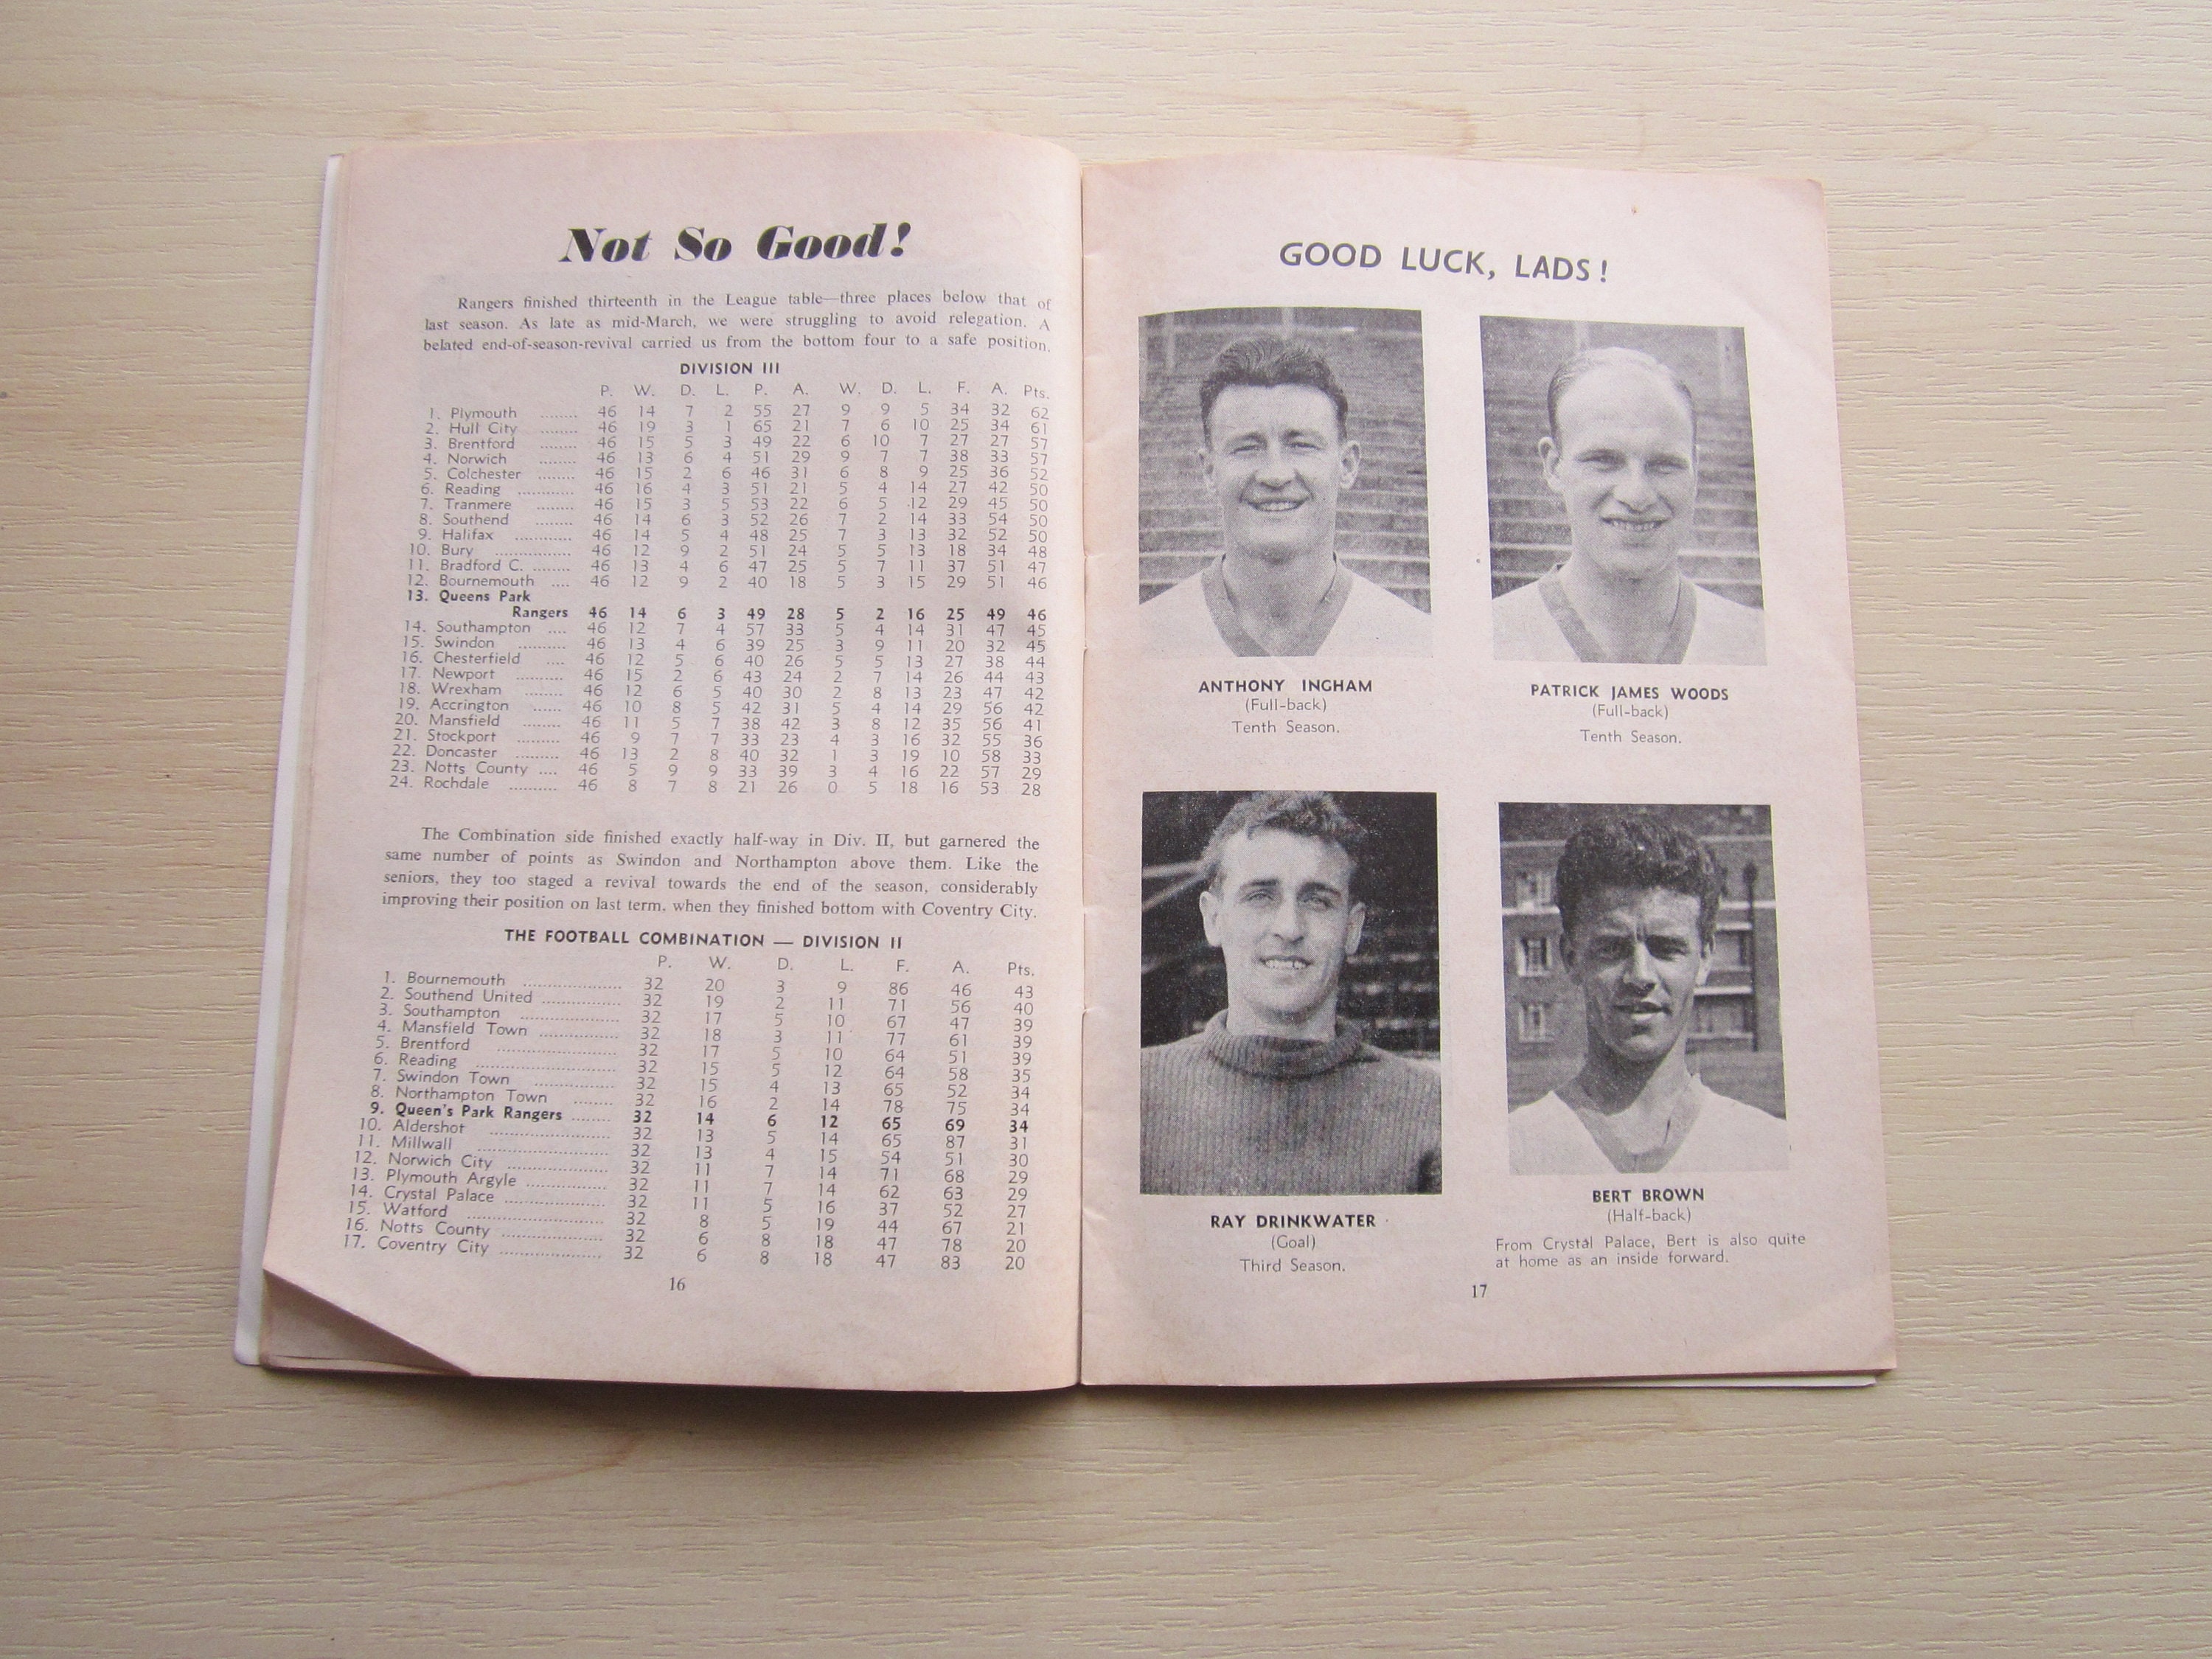 Not So Good!
Rangers finished thirteenth in the League table—three places below that of
last season. As late as mid-March, we were struggling to avoid relegation. A
belated end-of-season-revival carried us from the bottom four to a safe position.
DIVISION III
P. W. D. L. P. A. W. D. L. F. A. Pts.
1. Plymouth ........ 46 14 7 2 55 27 9 9 5 34 32 62
2. Hull City ........ 46 19 3 1 65 21 7 6 10 25 34 61
3. Brentford ........ 46 15 5 3 49 22 6 10 7 27 27 57
4. Norwich ........ 46 13 6 4 51 29 9 7 7 38 33 57
5. Colchester ........ 46 15 2 6 46 31 6 8 9 25 36 52
6. Reading ............ 46 16 4 3 51 21 5 4 14 27 42 50
7. Tranmere ........ 46 15 3 5 53 22 6 5 12 29 45 50
8. Southend ........ 46 14 6 3 52 26 7 2 14 33 54 50
9. Halifax ............ 46 14 5 4 48 25 7 3 13 32 52 50
10. Bury ................ 46 12 9 2 51 24 5 5 13 18 34 48
11. Bradford C. ........ 46 13 4 6 47 25 5 7 11 37 51 47
12. Bournemouth .... 46 12 9 2 40 18 5 3 15 29 51 46
13. Queens Park
Rangers 46 14 6 3 49 28 5 2 16 25 49 46
14. Southampton .... 46 12 7 4 57 33 5 4 14 31 47 45
15. Swindon .......... 46 13 4 6 39 25 3 9 11 20 32 45
16. Chesterfield .... 46 12 5 6 40 26 5 5 13 27 38 44
17. Newport .......... 46 15 2 6 43 24 2 7 14 26 44 43
18. Wrexham ........ 46 12 6 5 40 30 2 8 13 23 47 42
19. Accrington ...... 46 10 8 5 42 31 5 4 14 29 56 42
20. Mansfield ........ 46 11 5 7 38 42 3 8 12 35 56 41
21. Stockport ........ 46 9 7 7 33 23 4 3 16 32 55 36
22. Doncaster ........ 46 13 2 8 40 32 1 3 19 10 58 33
23. Notts County .... 46 5 9 9 33 39 3 4 16 22 57 29
24. Rochdale .......... 46 8 7 8 21 26 0 5 18 16 53 28
The Combination side finished exactly half-way in Div. II, but garnered the
same number of points as Swindon and Northampton above them. Like the
seniors, they too staged a revival towards the end of the season, considerably
improving their position on last term, when they finished bottom with Coventry City.
THE FOOTBALL COMBINATION — DIVISION II
P. W. D. L. F. A. Pts.
1. Bournemouth ...................... 32 20 3 9 86 46 43
2. Southend United .................. 32 19 2 11 71 56 40
3. Southampton ...................... 32 17 5 10 67 47 39
4. Mansfield Town .................. 32 18 3 11 77 61 39
5. Brentford .......................... 32 17 5 10 64 51 39
6. Reading .............................. 32 15 5 12 64 58 35
7. Swindon Town .................. 32 15 4 13 65 52 34
8. Northampton Town ........ 32 16 2 14 78 75 34
9. Queen's Park Rangers ........ 32 14 6 12 65 69 34
10. Aldershot .......................... 32 13 5 14 65 87 31
11. Millwall ............................ 32 13 4 15 54 51 30
12. Norwich City .................... 32 11 7 14 71 68 29
13. Plymouth Argyle ................ 32 11 7 14 62 63 29
14. Crystal Palace .................... 32 11 5 16 37 52 27
15. Watford ............................ 32 8 5 19 44 67 21
16. Notts County .................... 32 6 8 18 47 78 20
17. Coventry City .................... 32 6 8 18 47 83 20
16
GOOD LUCK, LADS!
ANTHONY INGHAM
(Full-back)
Tenth Season.
PATRICK JAMES WOODS
(Full-back)
Tenth Season.
RAY DRINKWATER
(Goal)
Third Season.
BERT BROWN
(Half-back)
From Crystal Palace, Bert is also quite
at home as an inside forward.
17